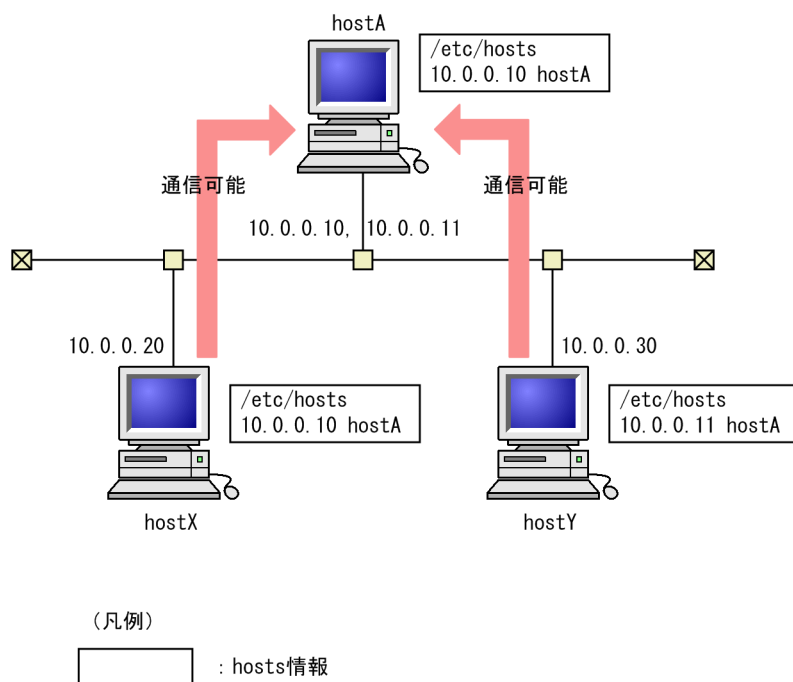 hostA
/etc/hosts
10.0.0.10 hostA
通信可能
通信可能
10.0.0.10, 10.0.0.11
10.0.0.20
10.0.0.30
/etc/hosts
10.0.0.10 hostA
/etc/hosts
10.0.0.11 hostA
hostX
hostY
（凡例）
：hosts情報